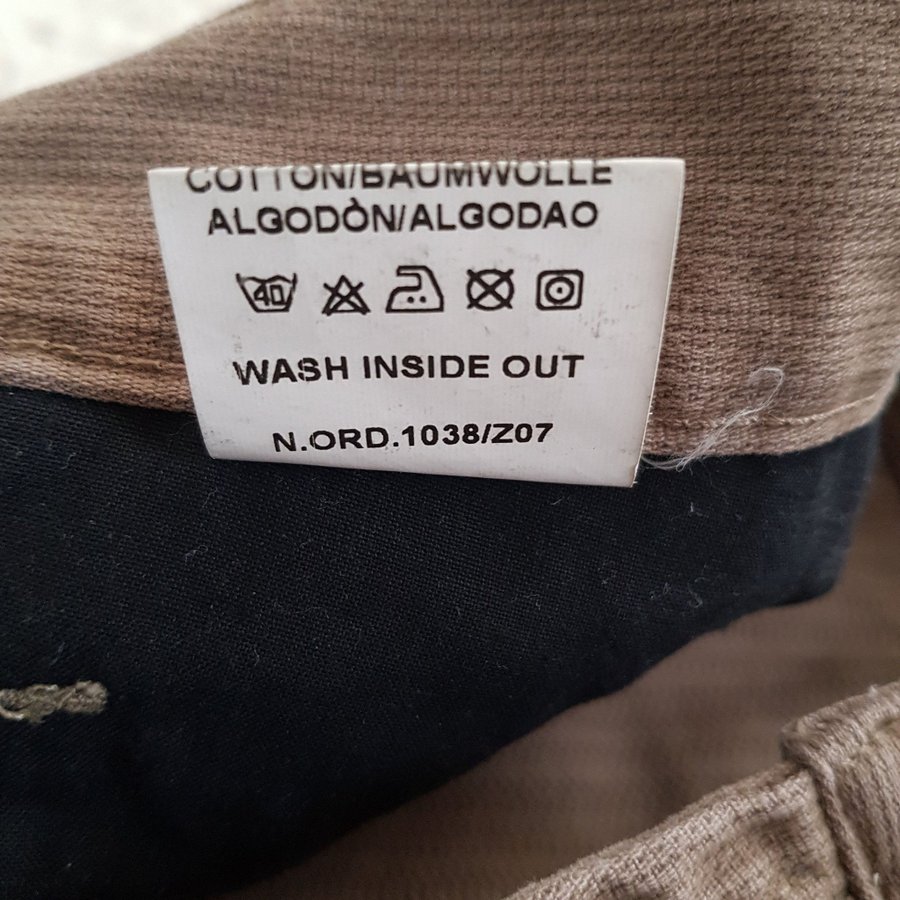 COTTON/BAUMWOLLE
ALGODÒN/ALGODAO
40
WASH INSIDE OUT
N.ORD.1038/Z07